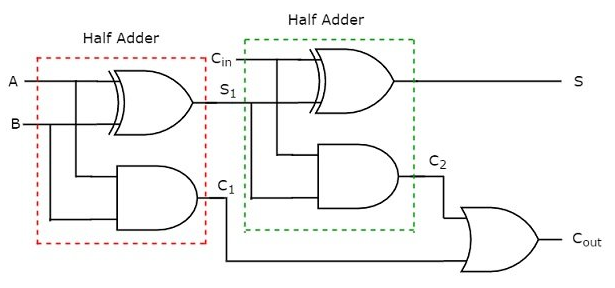 Half Adder
Half Adder
A
B
Cin
S1
S
C1
C2
Cout